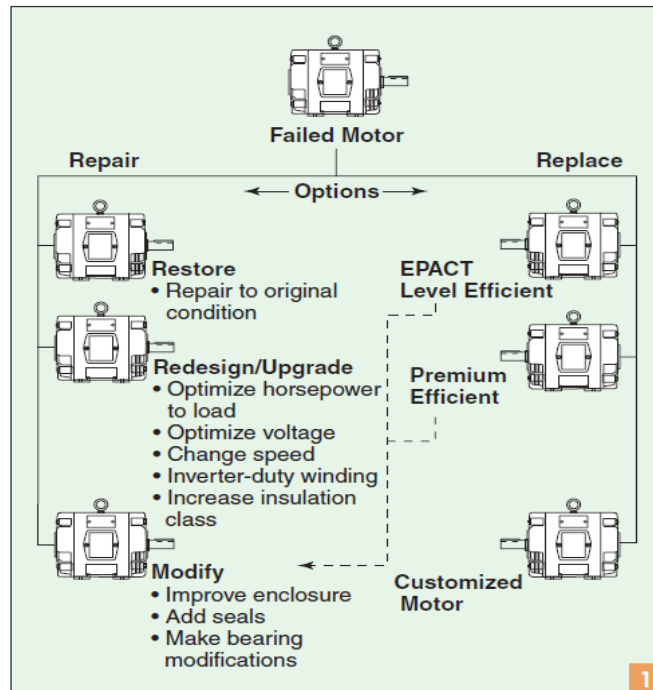 Failed Motor
Repair
Replace
Options
Restore
• Repair to original
condition
EPACT
Level Efficient
Redesign/Upgrade
• Optimize horsepower
to load
• Optimize voltage
• Change speed
• Inverter-duty winding
• Increase insulation
class
Premium
Efficient
Modify
• Improve enclosure
• Add seals
• Make bearing
modifications
Customized
Motor
1